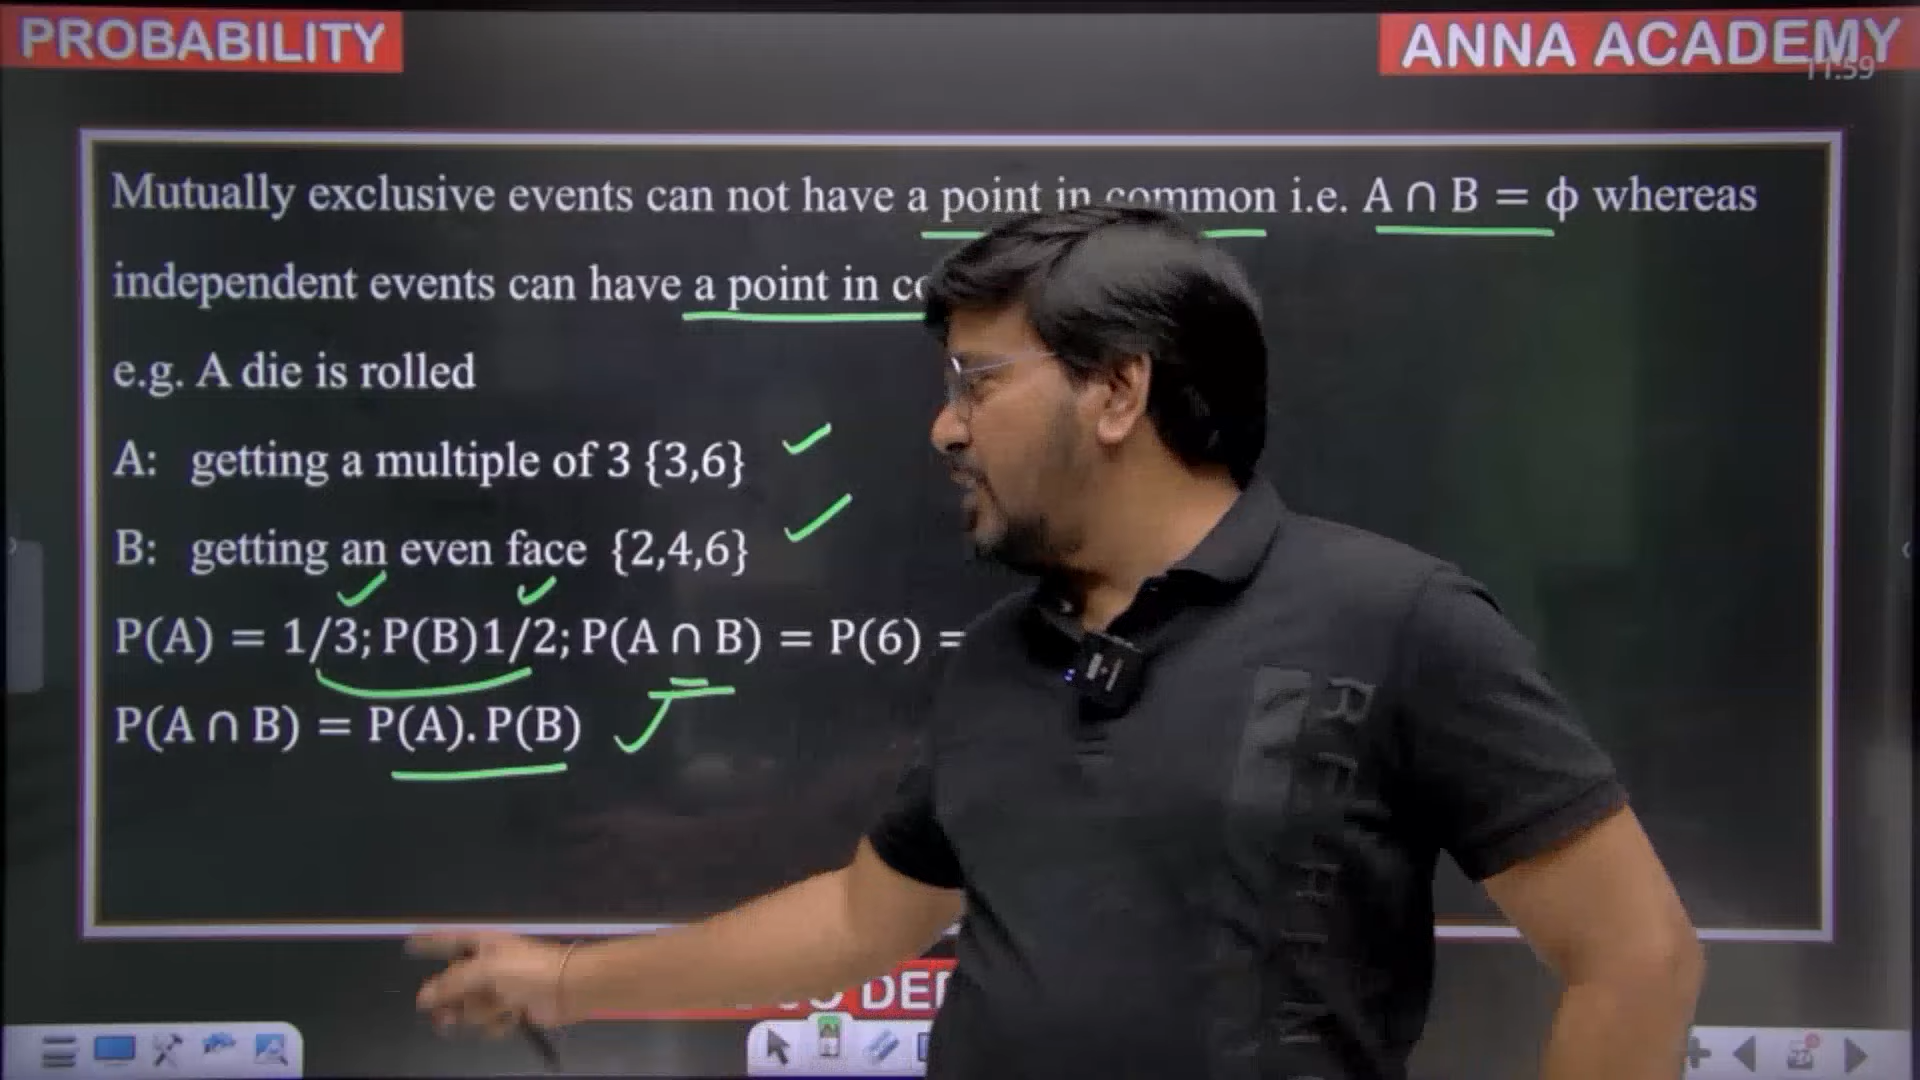 PROBABILITY
ANNA ACADEMY
11:59
Mutually exclusive events can not have a point in common i.e. A ∩ B = ϕ whereas
independent events can have a point in
e.g. A die is rolled
A: getting a multiple of 3 {3,6}
B: getting an even face {2,4,6}
P(A) = 1/3; P(B)1/2; P(A ∩ B) = P(6) =
P(A ∩ B) = P(A). P(B)